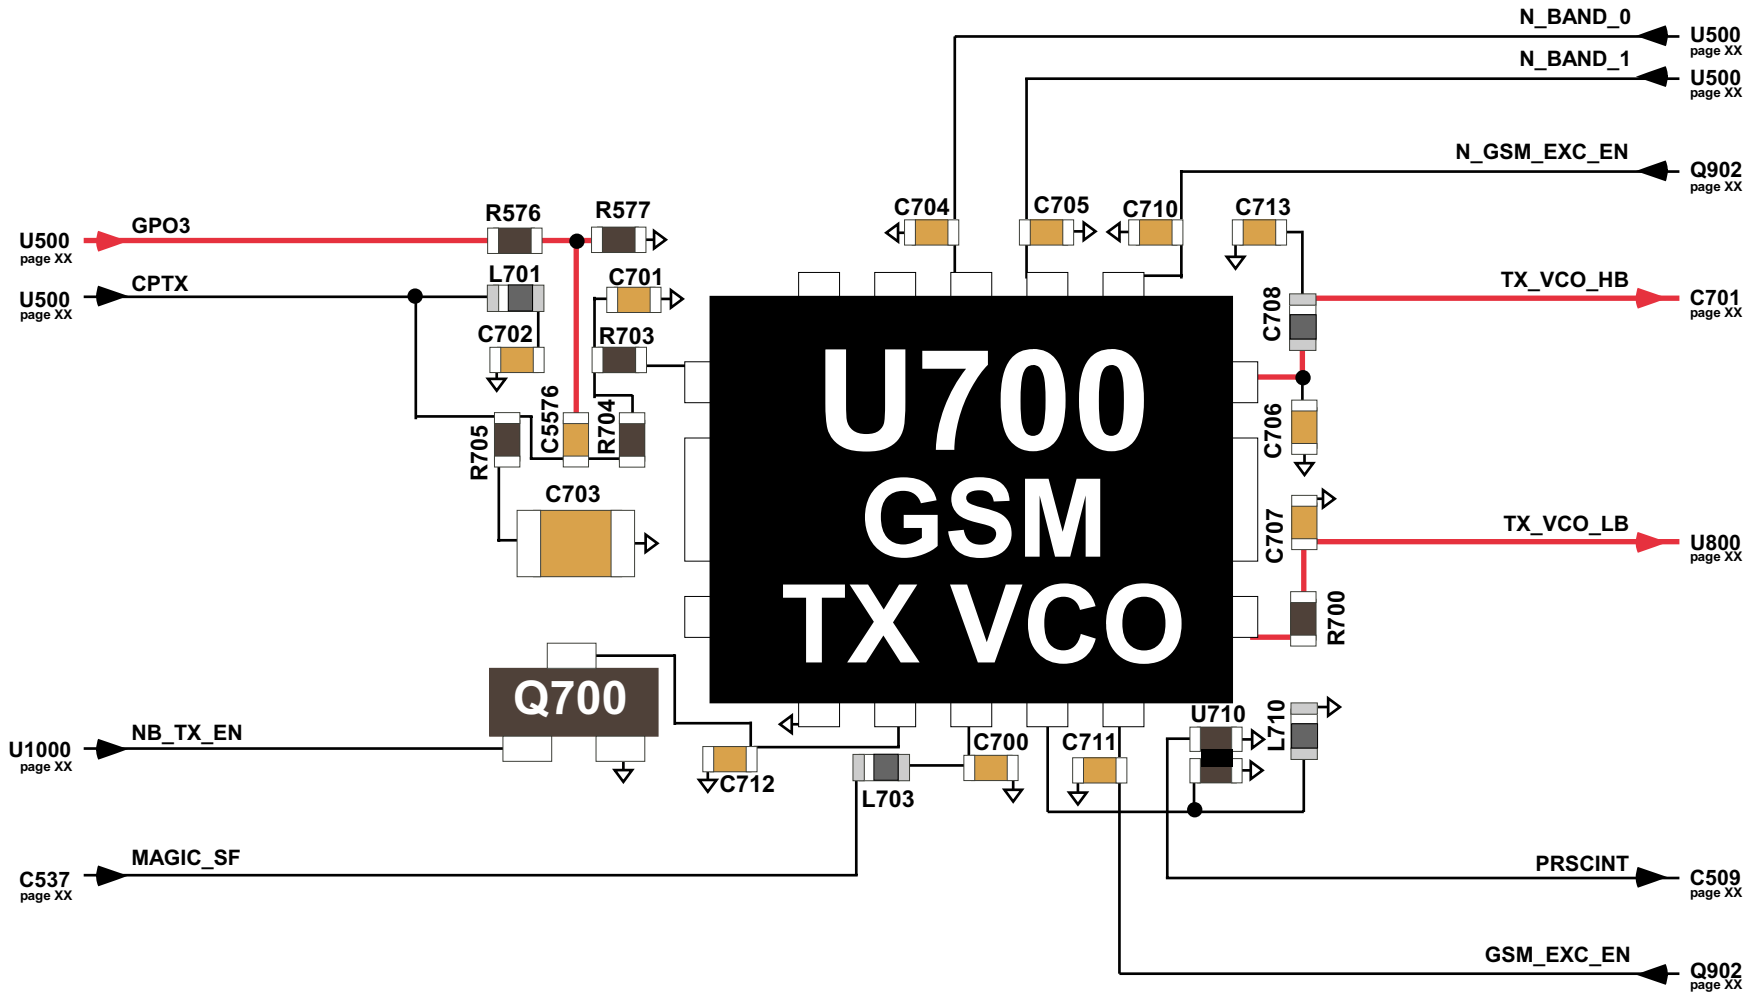 N_BAND_0
U500
page XX
N_BAND_1
U500
page XX
N_GSM_EXC_EN
Q902
page XX
C704
C705
C710
C713
R576
R577
GPO3
U500
page XX
L701
C701
CPTX
U500
page XX
TX_VCO_HB
C701
page XX
C702
R703
C708
U700
GSM
TX VCO
R705
C5576
R704
C706
C703
C707
TX_VCO_LB
U800
page XX
R700
Q700
NB_TX_EN
U1000
page XX
C712
L703
C700
C711
U710
L710
MAGIC_SF
C537
page XX
PRSCINT
C509
page XX
GSM_EXC_EN
Q902
page XX